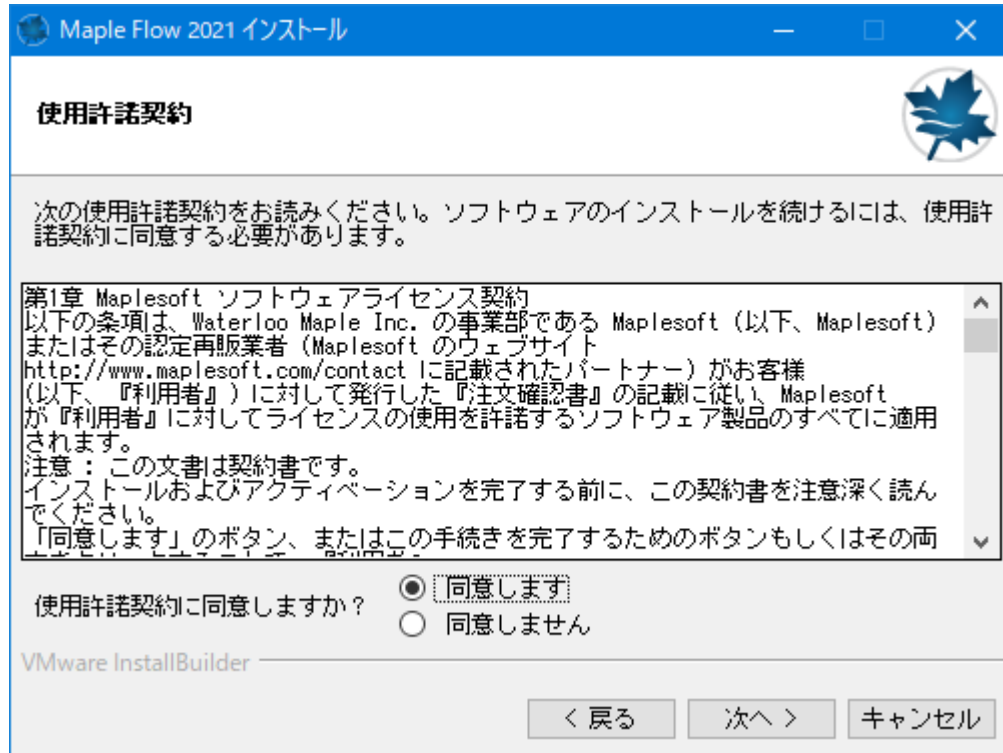 Maple Flow 2021 インストール
使用許諾契約
次の使用許諾契約をお読みください。ソフトウェアのインストールを続けるには、使用許
諾契約に同意する必要があります。
第1章 Maplesoft ソフトウェアライセンス契約
以下の条項は、Waterloo Maple Inc. の事業部である Maplesoft (以下、Maplesoft)
またはその認定再販業者 (Maplesoft のウェブサイト
http://www.maplesoft.com/contact に記載されたパートナー) がお客様
(以下、『利用者』) に対して発行した『注文確認書』の記載に従い、Maplesoft
が『利用者』に対してライセンスの使用を許諾するソフトウェア製品のすべてに適用
されます。
注意 : この文書は契約書です。
インストールおよびアクティベーションを完了する前に、この契約書を注意深く読ん
でください。
「同意します」のボタン、またはこの手続きを完了するためのボタンもしくはその両
使用許諾契約に同意しますか？
同意します
同意しません
VMware InstallBuilder
< 戻る
次へ >
キャンセル